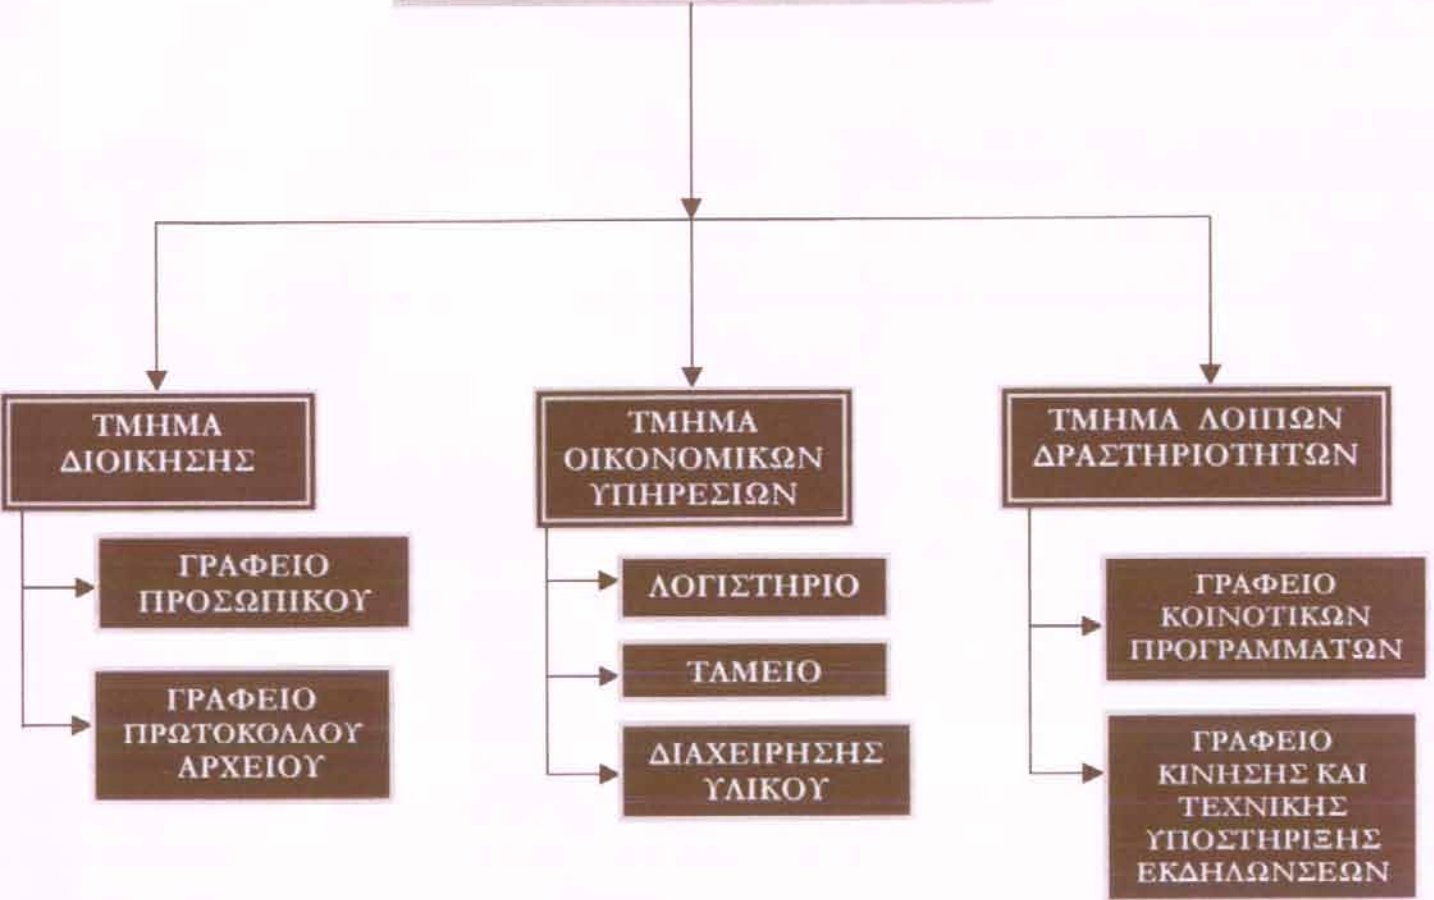 ΤΜΗΜΑ
ΔΙΟΙΚΗΣΗΣ
ΓΡΑΦΕΙΟ
ΠΡΟΣΩΠΙΚΟΥ
ΓΡΑΦΕΙΟ
ΠΡΩΤΟΚΟΛΛΟΥ
ΑΡΧΕΙΟΥ
ΤΜΗΜΑ
ΟΙΚΟΝΟΜΙΚΩΝ
ΥΠΗΡΕΣΙΩΝ
ΛΟΓΙΣΤΗΡΙΟ
ΤΑΜΕΙΟ
ΔΙΑΧΕΙΡΗΣΗΣ
ΥΛΙΚΟΥ
ΤΜΗΜΑ ΛΟΙΠΩΝ
ΔΡΑΣΤΗΡΙΟΤΗΤΩΝ
ΓΡΑΦΕΙΟ
ΚΟΙΝΟΤΙΚΩΝ
ΠΡΟΓΡΑΜΜΑΤΩΝ
ΓΡΑΦΕΙΟ
ΚΙΝΗΣΗΣ ΚΑΙ
ΤΕΧΝΙΚΗΣ
ΥΠΟΣΤΗΡΙΞΗΣ
ΕΚΔΗΛΩΝΣΕΩΝ